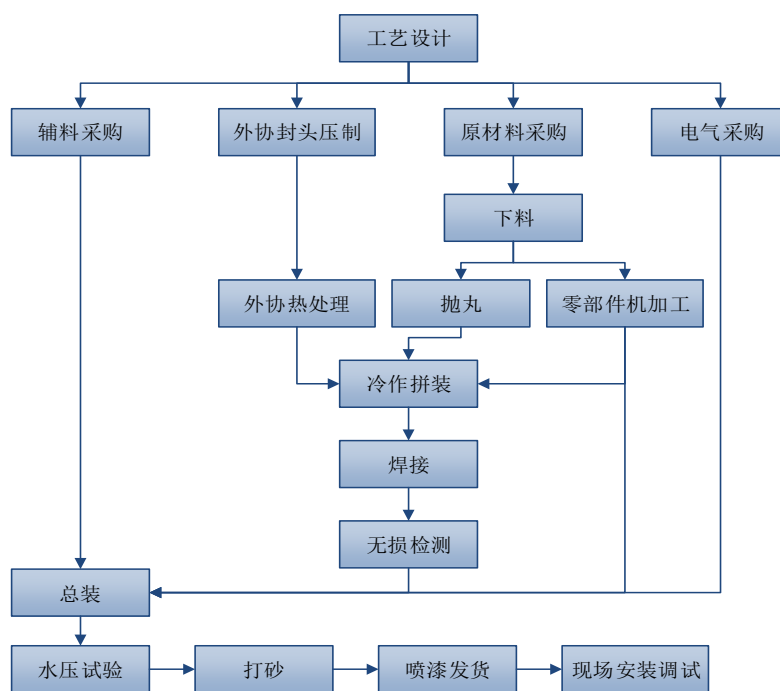 工艺设计
辅料采购
外协封头压制
原材料采购
电气采购
下料
外协热处理
抛丸
零部件机加工
冷作拼装
焊接
无损检测
总装
水压试验
打砂
喷漆发货
现场安装调试